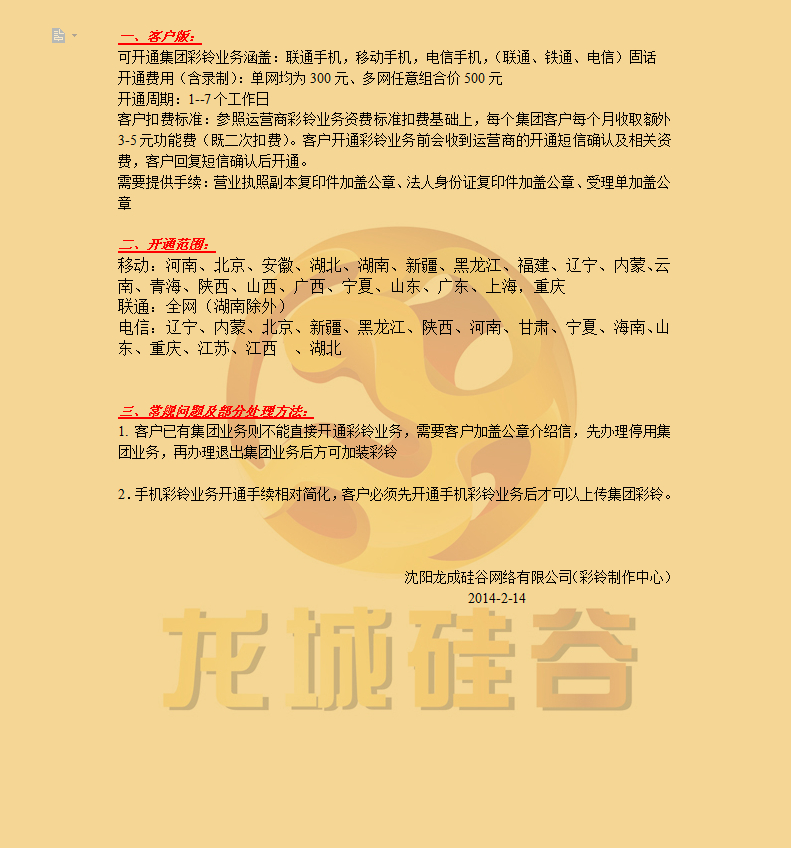 一、客户版：
可开通集团彩铃业务涵盖：联通手机，移动手机，电信手机，（联通、铁通、电信）固话
开通费用（含录制）：单网均为 300 元、多网任意组合价 500 元
开通周期：1--7 个工作日
客户扣费标准：参照运营商彩铃业务资费标准扣费基础上，每个集团客户每个月收取额外
3-5 元功能费（既二次扣费）。客户开通彩铃业务前会收到运营商的开通短信确认及相关资
费，客户回复短信确认后开通。
需要提供手续：营业执照副本复印件加盖公章、法人身份证复印件加盖公章、受理单加盖公
章
二、开通范围：
移动：河南、北京、安徽、湖北、湖南、新疆、黑龙江、福建、辽宁、内蒙、云
南、青海、陕西、山西、广西、宁夏、山东、广东、上海，重庆
联通：全网（湖南除外）
电信：辽宁、内蒙、北京、新疆、黑龙江、陕西、河南、甘肃、宁夏、海南、山
东、重庆、江苏、江西 、湖北
三、常规问题及部分处理方法：
1. 客户已有集团业务则不能直接开通彩铃业务，需要客户加盖公章介绍信，先办理停用集
团业务，再办理退出集团业务后方可加装彩铃
2．手机彩铃业务开通手续相对简化，客户必须先开通手机彩铃业务后才可以上传集团彩铃。
沈阳龙成硅谷网络有限公司（彩铃制作中心）
2014-2-14
龙城硅谷